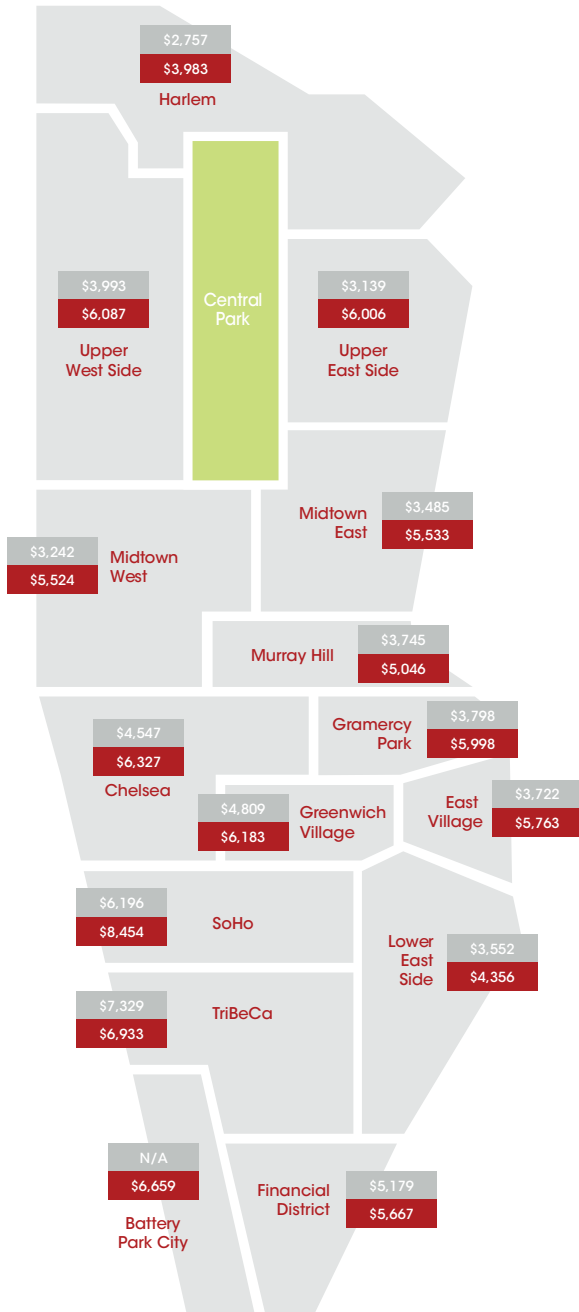 $2,757
$3,983
Harlem
$3,993
$6,087
Upper
West Side
Central
Park
$3,139
$6,006
Upper
East Side
Midtown
East
$3,485
$5,533
$3,242
$5,524
Midtown
West
Murray Hill
$3,745
$5,046
$4,547
$6,327
Chelsea
Gramercy
Park
$3,798
$5,998
$4,809
$6,183
Greenwich
Village
East
Village
$3,722
$5,763
$6,196
$8,454
SoHo
Lower
East
Side
$3,552
$4,356
$7,329
$6,933
TriBeCa
N/A
$6,659
Battery
Park City
Financial
District
$5,179
$5,667